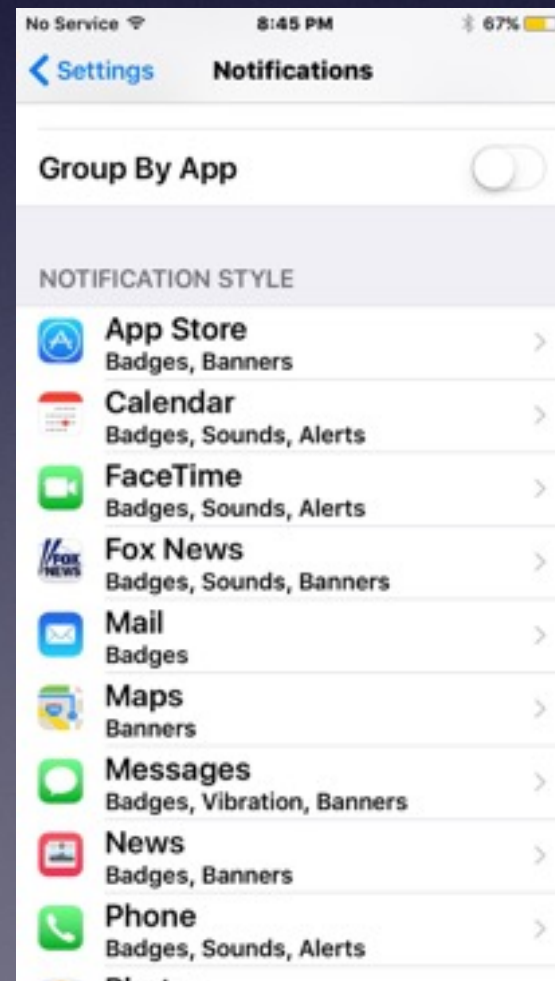 No Service 8:45 PM 67%
Settings Notifications
Group By App
NOTIFICATION STYLE
App Store
Badges, Banners
Calendar
Badges, Sounds, Alerts
FaceTime
Badges, Sounds, Alerts
FOX
NEWS
Fox News
Badges, Sounds, Banners
Mail
Badges
Maps
Banners
Messages
Badges, Vibration, Banners
News
Badges, Banners
Phone
Badges, Sounds, Alerts